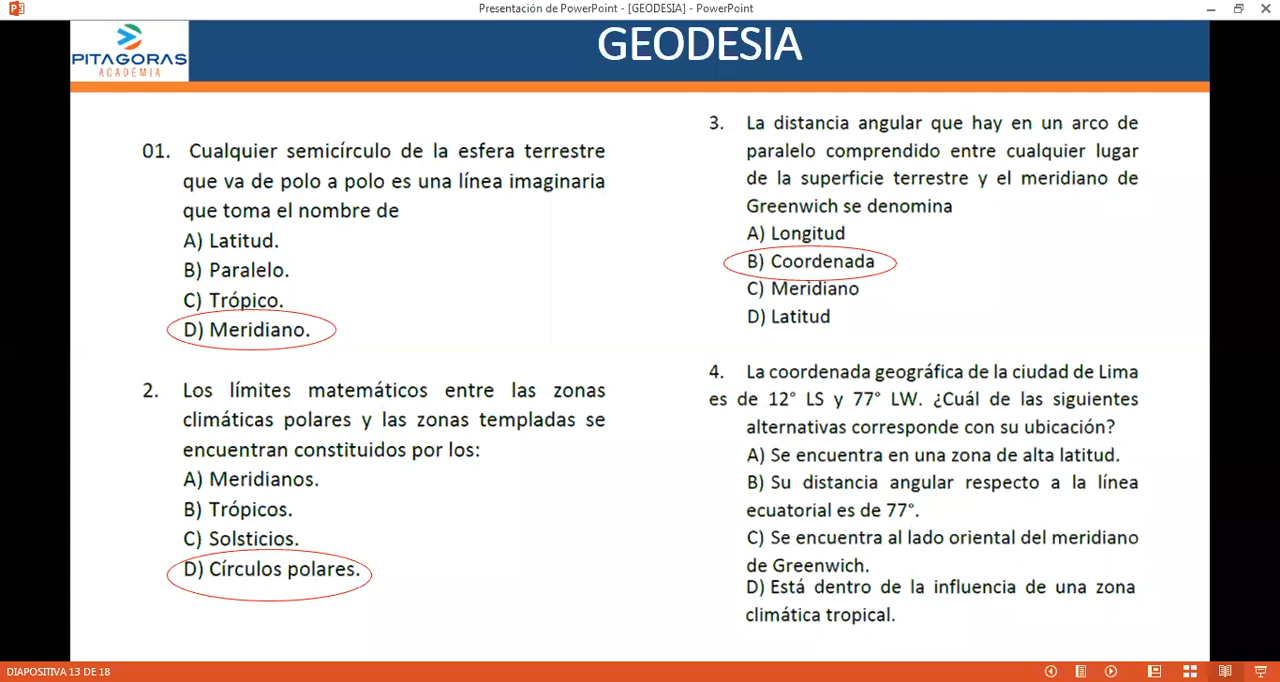 Presentación de PowerPoint - [GEODESIA] - PowerPoint
PITAGORAS
ACADEMIA
GEODESIA
01. Cualquier semicírculo de la esfera terrestre
que va de polo a polo es una línea imaginaria
que toma el nombre de
A) Latitud.
B) Paralelo.
C) Trópico.
D) Meridiano.
2. Los límites matemáticos entre las zonas
climáticas polares y las zonas templadas se
encuentran constituidos por los:
A) Meridianos.
B) Trópicos.
C) Solsticios.
D) Círculos polares.
3. La distancia angular que hay en un arco de
paralelo comprendido entre cualquier lugar
de la superficie terrestre y el meridiano de
Greenwich se denomina
A) Longitud
B) Coordenada
C) Meridiano
D) Latitud
4. La coordenada geográfica de la ciudad de Lima
es de 12° LS y 77° LW. ¿Cuál de las siguientes
alternativas corresponde con su ubicación?
A) Se encuentra en una zona de alta latitud.
B) Su distancia angular respecto a la línea
ecuatorial es de 77°.
C) Se encuentra al lado oriental del meridiano
de Greenwich.
D) Está dentro de la influencia de una zona
climática tropical.
DIAPOSITIVA 13 DE 18